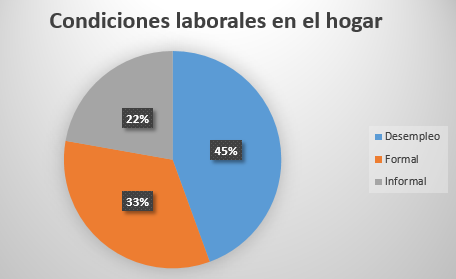 Condiciones laborales en el hogar
22%
45%
33%
Desempleo
Formal
Informal